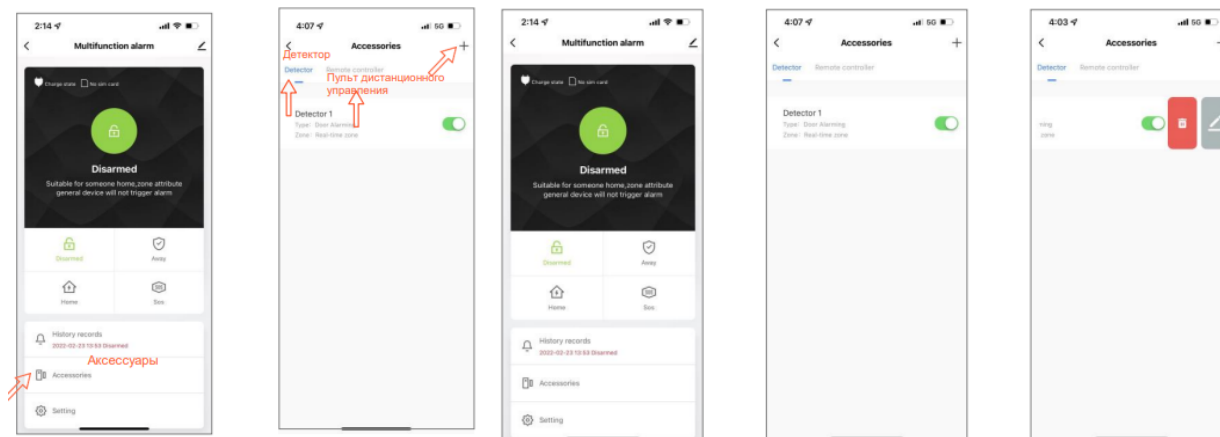 2:14
Multifunction alarm
Charge state No sim card
Disarmed
Suitable for someone home,zone attribute
general device will not trigger alarm
Disarmed
Away
Home
Sos
History records
2022-02-23 13:53 Disarmed
Аксессуары
Accessories
Setting
4:07
5G
Детектор
Accessories
Detector
Remote controller
Пульт дистанционного
управления
Detector 1
Type: Door Alarming
Zone: Real-time zone
2:14
Multifunction alarm
Charge state No sim card
Disarmed
Suitable for someone home,zone attribute
general device will not trigger alarm
Disarmed
Away
Home
Sos
History records
2022-02-23 13:53 Disarmed
Accessories
Setting
4:07
5G
Accessories
Detector
Remote controller
Detector 1
Type: Door Alarming
Zone: Real-time zone
4:03
5G
Accessories
Detector
Remote controller
zone